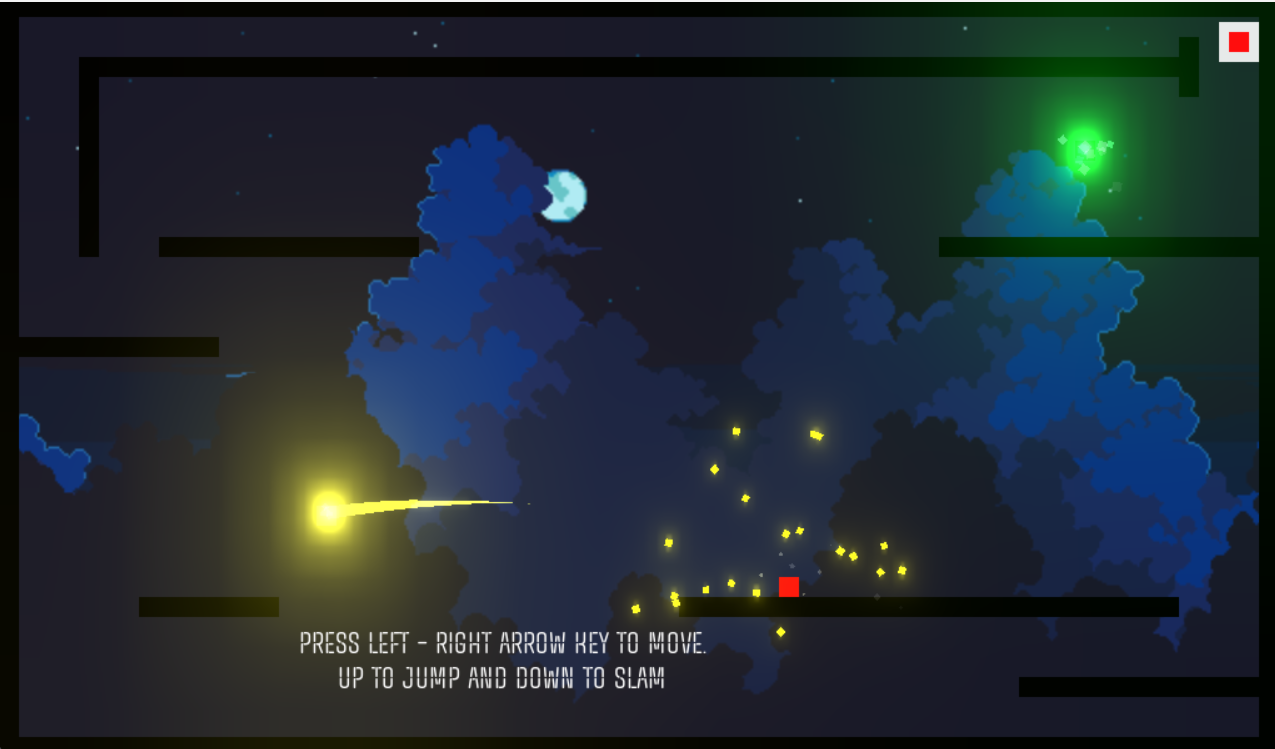 PRESS LEFT - RIGHT ARROW KEY TO MOVE.
UP TO JUMP AND DOWN TO SLAM